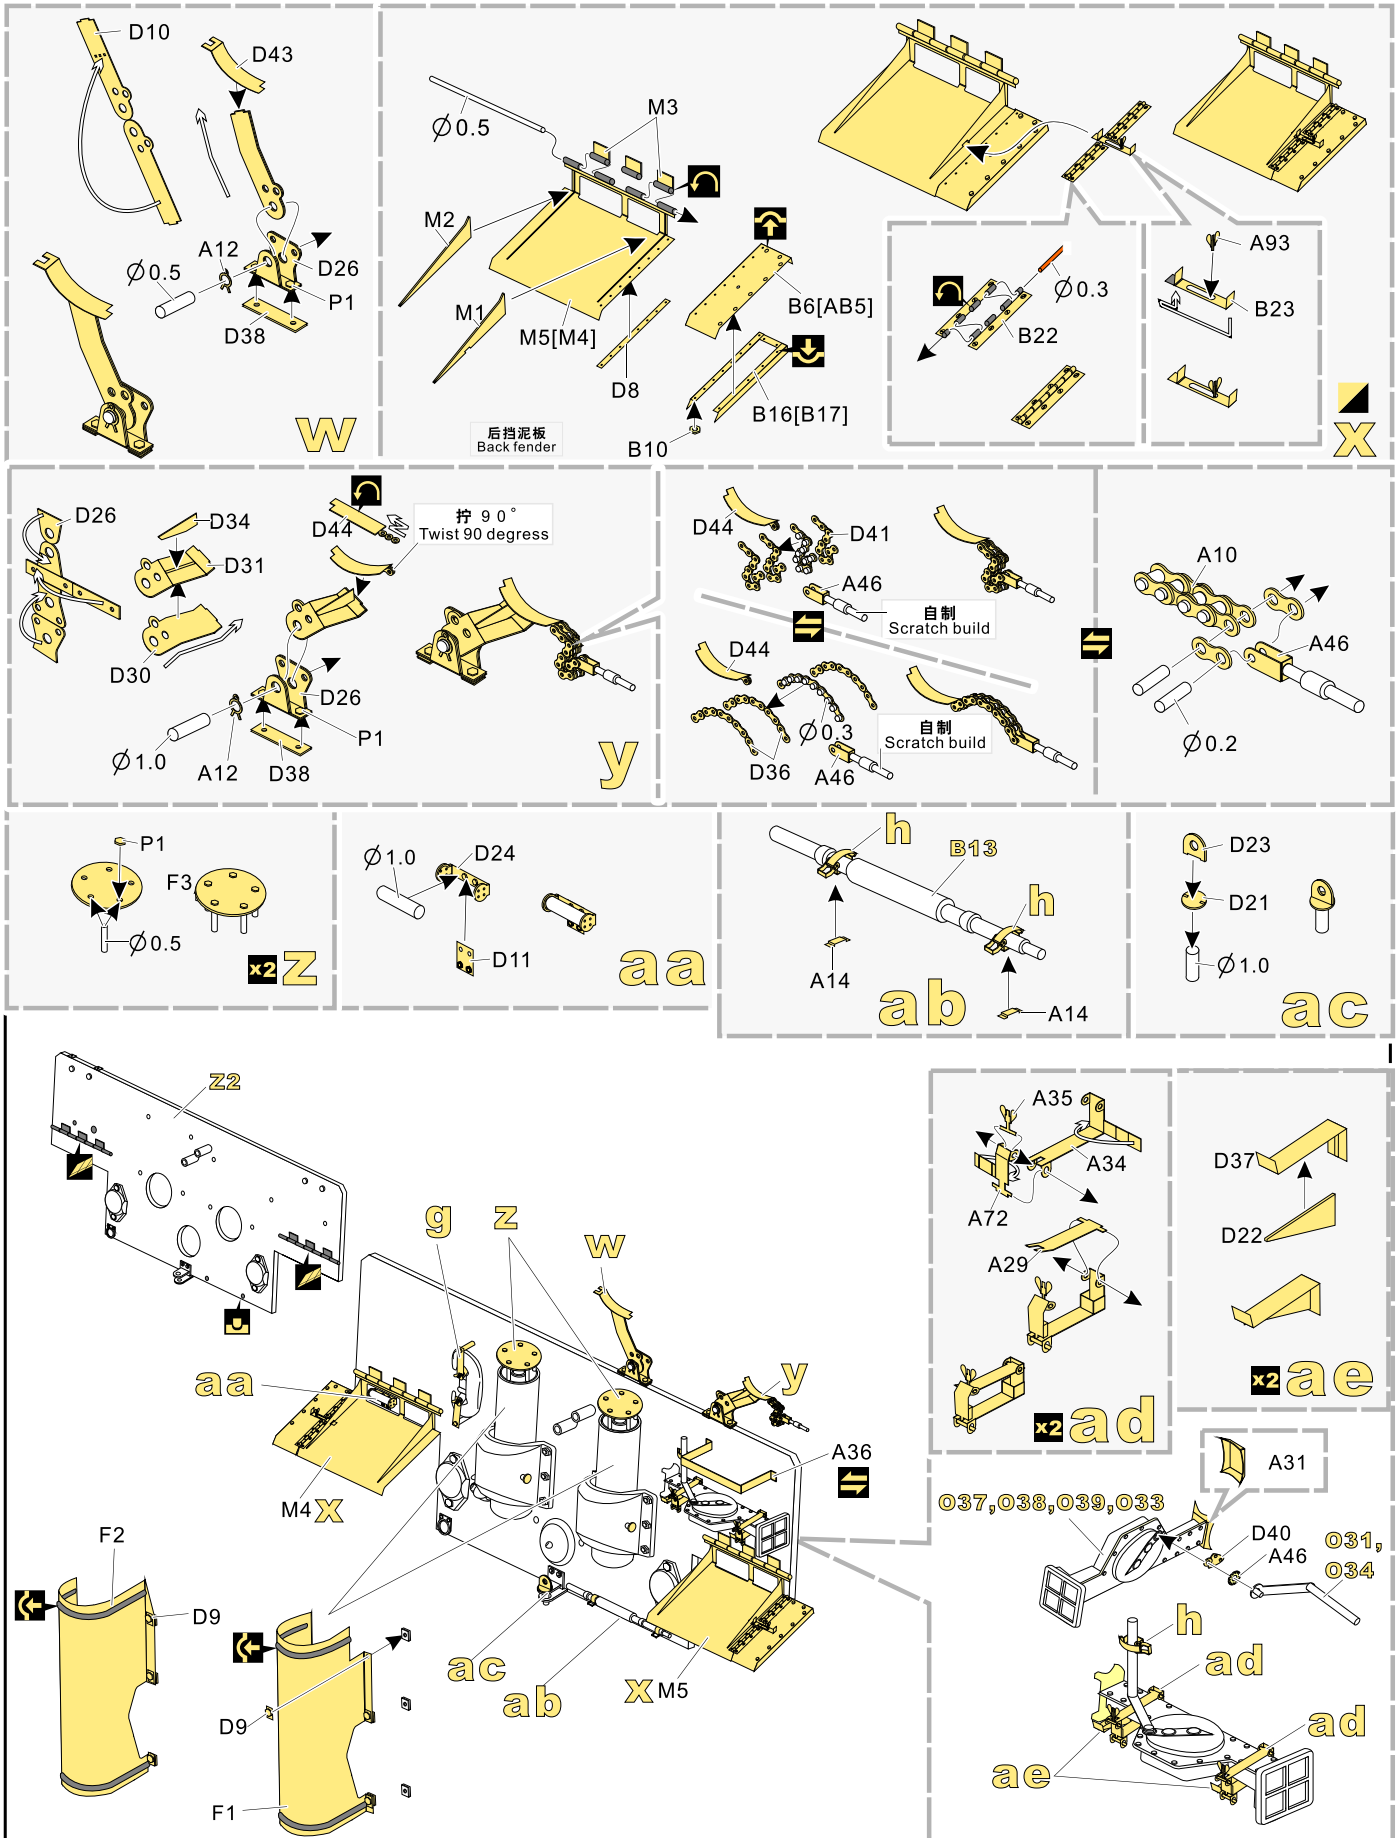 D10
D43
A12
Ø0.5
D26
P1
D38
w
Ø0.5
M3
M2
M1
M5[M4]
D8
B6[AB5]
B16[B17]
B10
后挡泥板
Back fender
Ø0.3
B22
A93
B23
x
D26
D34
D31
D30
D44
拧 90°
Twist 90 degress
D26
P1
Ø1.0
A12
D38
y
D44
D41
A46
自制
Scratch build
D44
Ø0.3
D36
A46
自制
Scratch build
A10
A46
Ø0.2
P1
F3
Ø0.5
x2 z
Ø1.0
D24
D11
aa
h
B13
h
A14
A14
ab
D23
D21
Ø1.0
ac
Z2
g
z
w
y
aa
A36
M4 x
F2
D9
D9
F1
ac
ab
x M5
A35
A34
A72
A29
x2 ad
D37
D22
x2 ae
A31
O37,O38,O39,O33
D40
A46
O31,
O34
h
ad
ad
ae